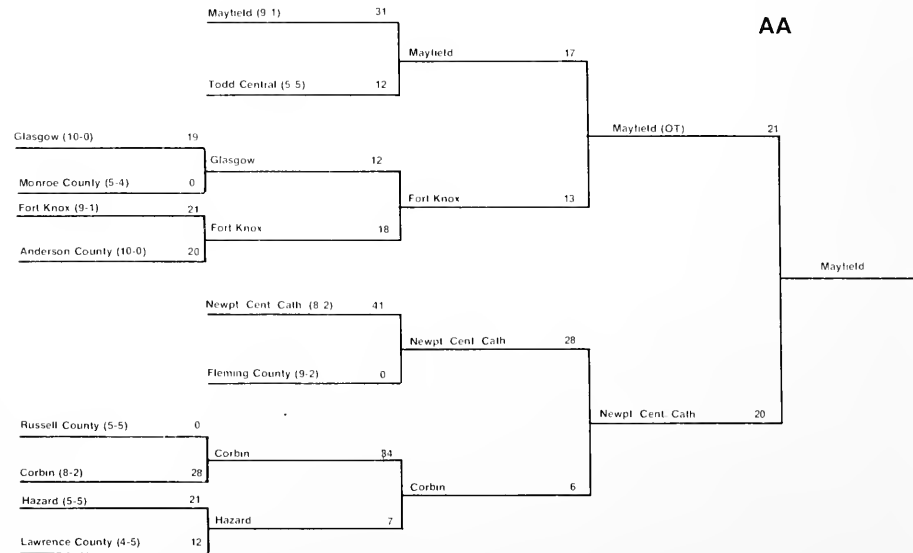 Mayfield (9-1) 31
AA
Mayfield 17
Todd Central (5-5) 12
Mayfield (OT) 21
Glasgow (10-0) 19
Glasgow 12
Monroe County (5-4) 0
Fort Knox 13
Fort Knox (9-1) 21
Fort Knox 18
Anderson County (10-0) 20
Mayfield
Newpt Cent Cath (8-2) 41
Newpt Cent Cath 28
Fleming County (9-2) 0
Newpt Cent. Cath 20
Russell County (5-5) 0
Corbin 34
Corbin (8-2) 28
Corbin 6
Hazard (5-5) 21
Hazard 7
Lawrence County (4-5) 12